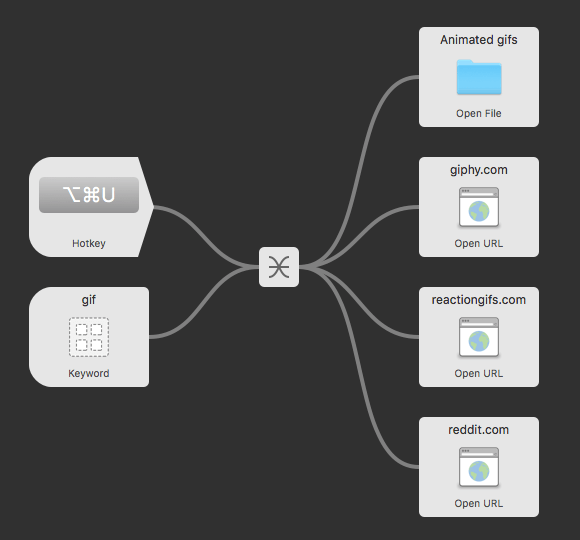 ⌥⌘U
Hotkey
gif
Keyword
Animated gifs
Open File
giphy.com
Open URL
reactiongifs.com
Open URL
reddit.com
Open URL